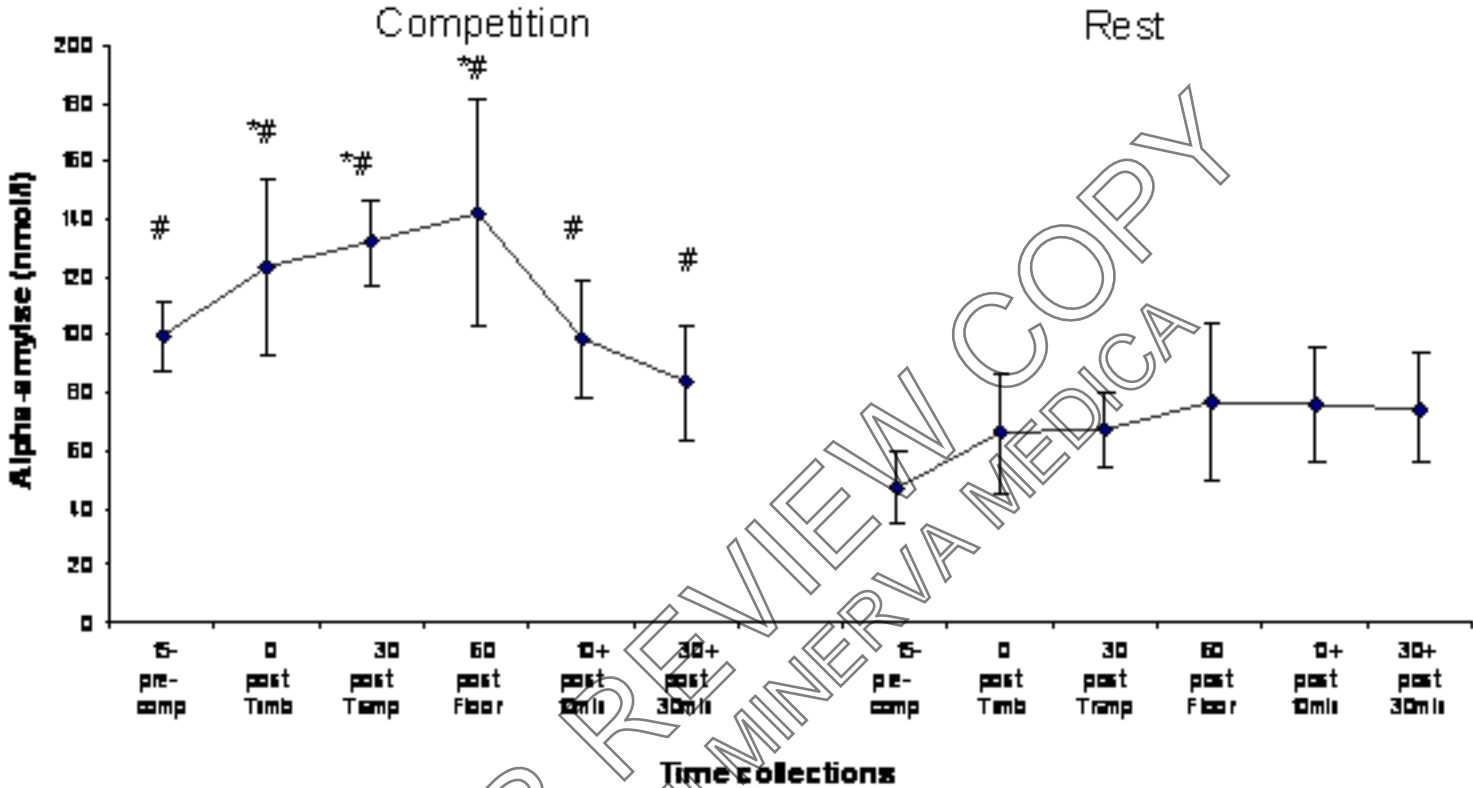 Competition
Rest
200
180
160
140
120
100
80
60
40
20
0
Alpha-amylse (nmol/l)
#
*#
*#
*#
#
#
15-
pre-
comp
0
post
Tumb
30
post
Tramp
60
post
Floor
10+
post
10min
30+
post
30min
15-
pre-
comp
0
post
Tumb
30
post
Tramp
60
post
Floor
10+
post
10min
30+
post
30min
Time collections
REVIEW COPY
MINERVA MEDICA